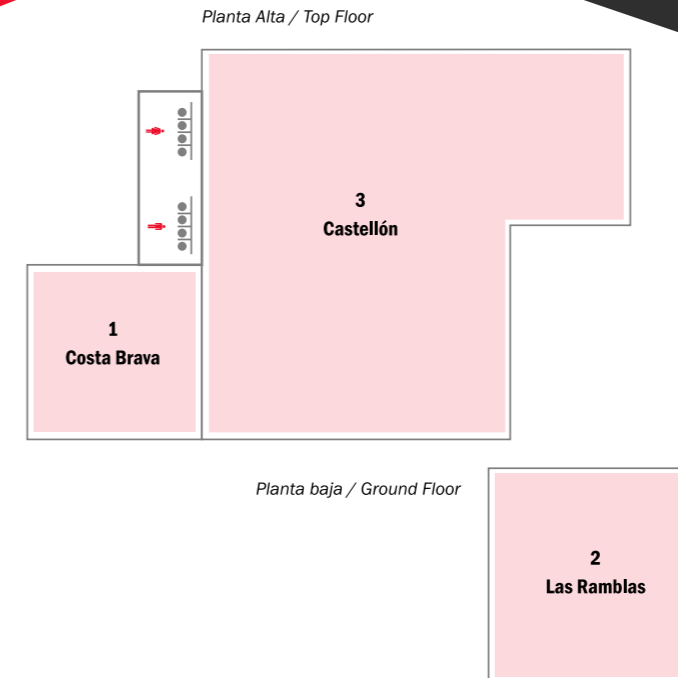 Planta Alta / Top Floor
3
Castellón
1
Costa Brava
Planta baja / Ground Floor
2
Las Ramblas